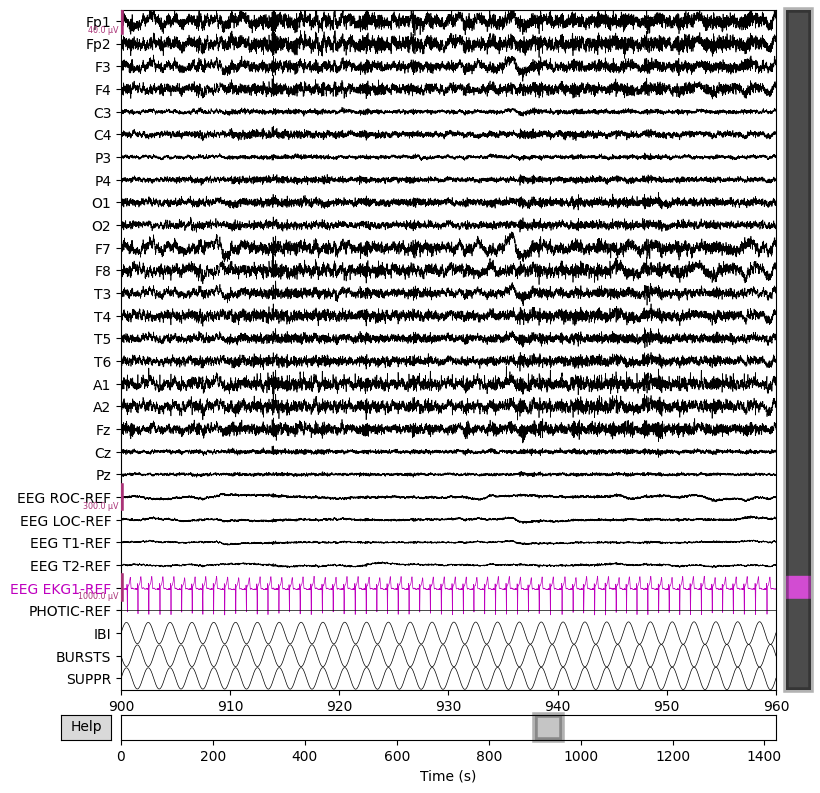 Fp1
40.0 µV
Fp2
F3
F4
C3
C4
P3
P4
O1
O2
F7
F8
T3
T4
T5
T6
A1
A2
Fz
Cz
Pz
EEG ROC-REF
300.0 µV
EEG LOC-REF
EEG T1-REF
EEG T2-REF
EEG EKG1-REF
1000.0 µV
PHOTIC-REF
IBI
BURSTS
SUPPR
900 910 920 930 940 950 960
Help
0 200 400 600 800 1000 1200 1400
Time (s)